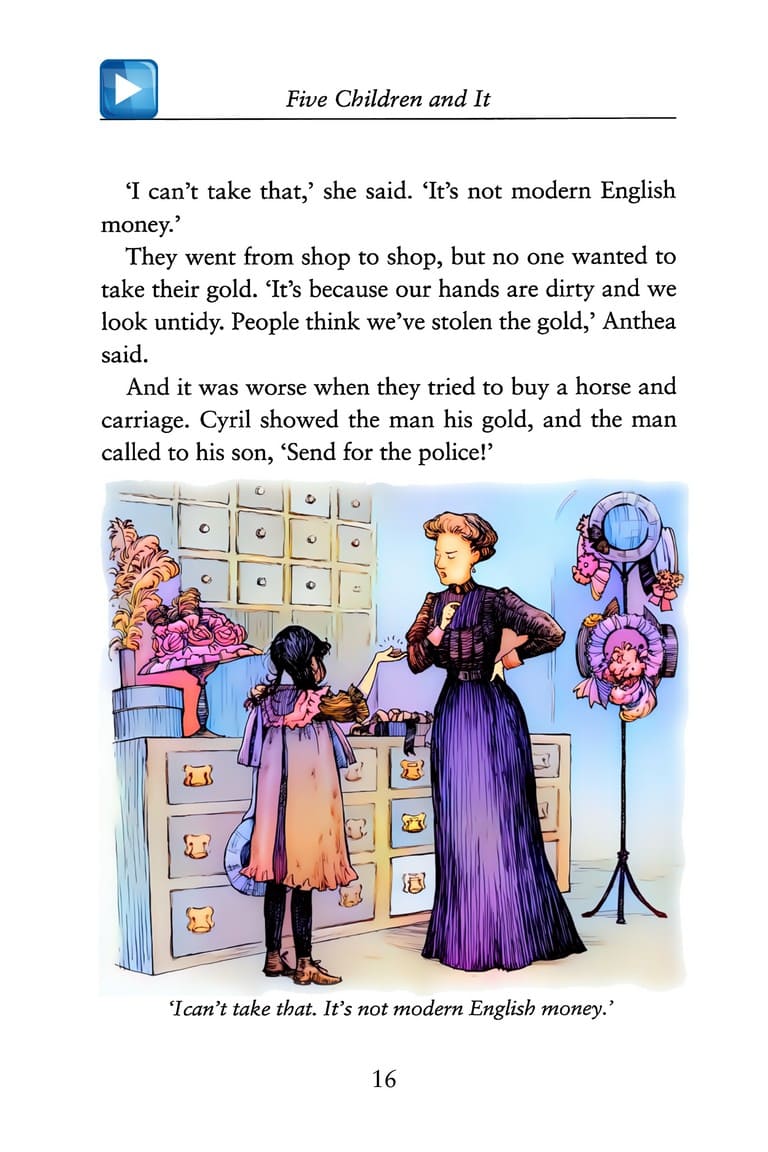 Five Children and It
‘I can’t take that,’ she said. ‘It’s not modern English
money.’
They went from shop to shop, but no one wanted to
take their gold. ‘It’s because our hands are dirty and we
look untidy. People think we’ve stolen the gold,’ Anthea
said.
And it was worse when they tried to buy a horse and
carriage. Cyril showed the man his gold, and the man
called to his son, ‘Send for the police!’
‘I can’t take that. It’s not modern English money.’
16